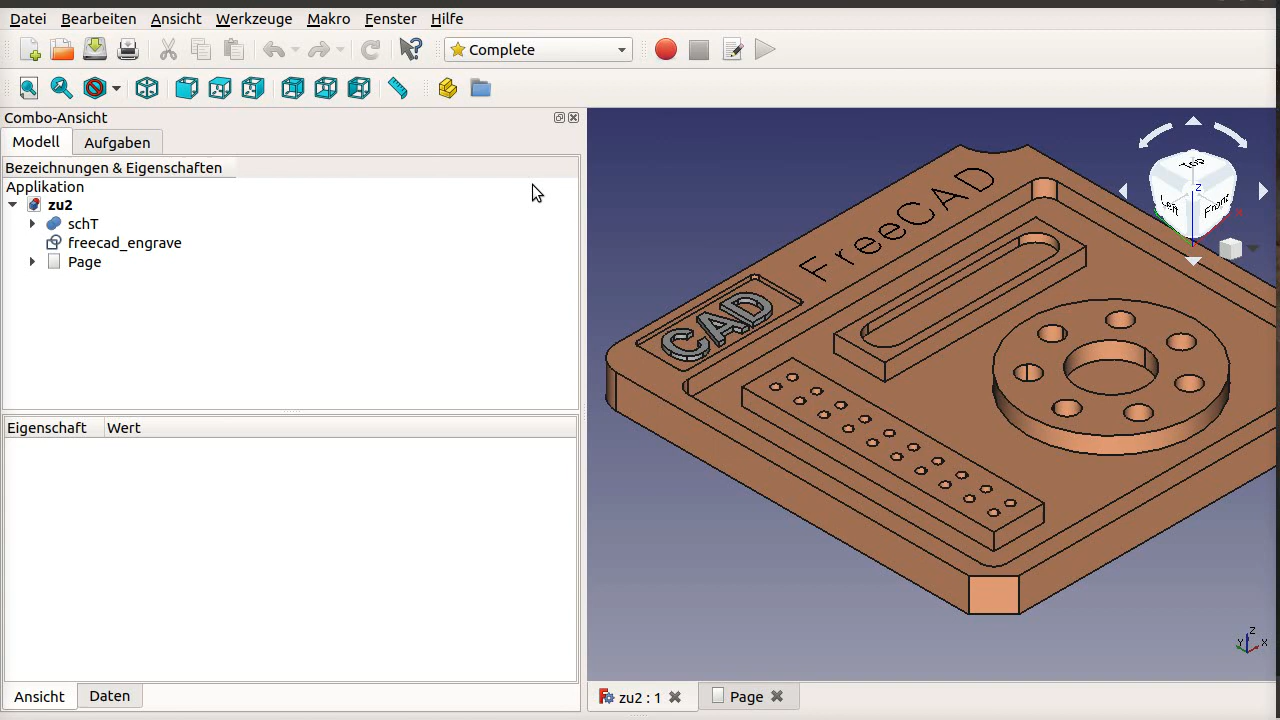 Datei Bearbeiten Ansicht Werkzeuge Makro Fenster Hilfe
Complete
Combo-Ansicht
Modell Aufgaben
Bezeichnungen & Eigenschaften
Applikation
zu2
schT
freecad_engrave
Page
Eigenschaft Wert
Ansicht Daten
FreeCAD
CAD
Top
Left Front
Z
X
Z
Y X
zu2 : 1 Page